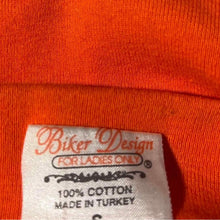 Biker Design
FOR LADIES ONLY ®
100% COTTON
MADE IN TURKEY
S